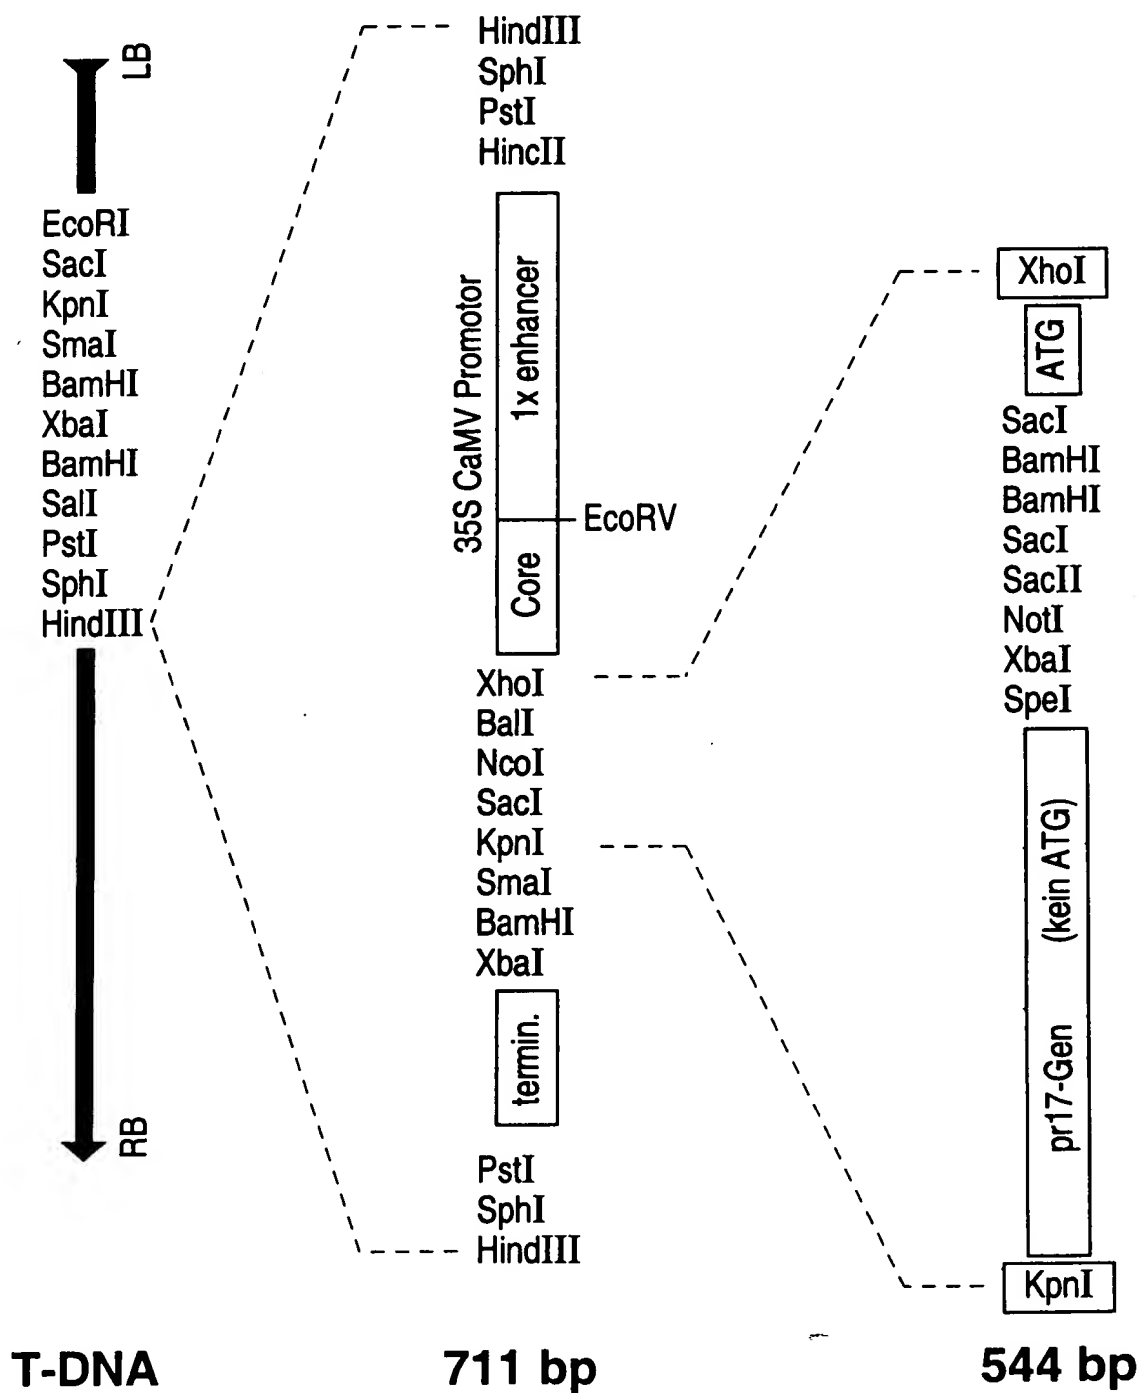 LB
EcoRI
SacI
KpnI
SmaI
BamHI
XbaI
BamHI
SalI
PstI
SphI
HindIII
RB
T-DNA
HindIII
SphI
PstI
HincII
35S CaMV Promotor
1x enhancer
EcoRV
Core
XhoI
BalI
NcoI
SacI
KpnI
SmaI
BamHI
XbaI
termin.
PstI
SphI
HindIII
711 bp
XhoI
ATG
SacI
BamHI
BamHI
SacI
SacII
NotI
XbaI
SpeI
pr17-Gen (kein ATG)
KpnI
544 bp